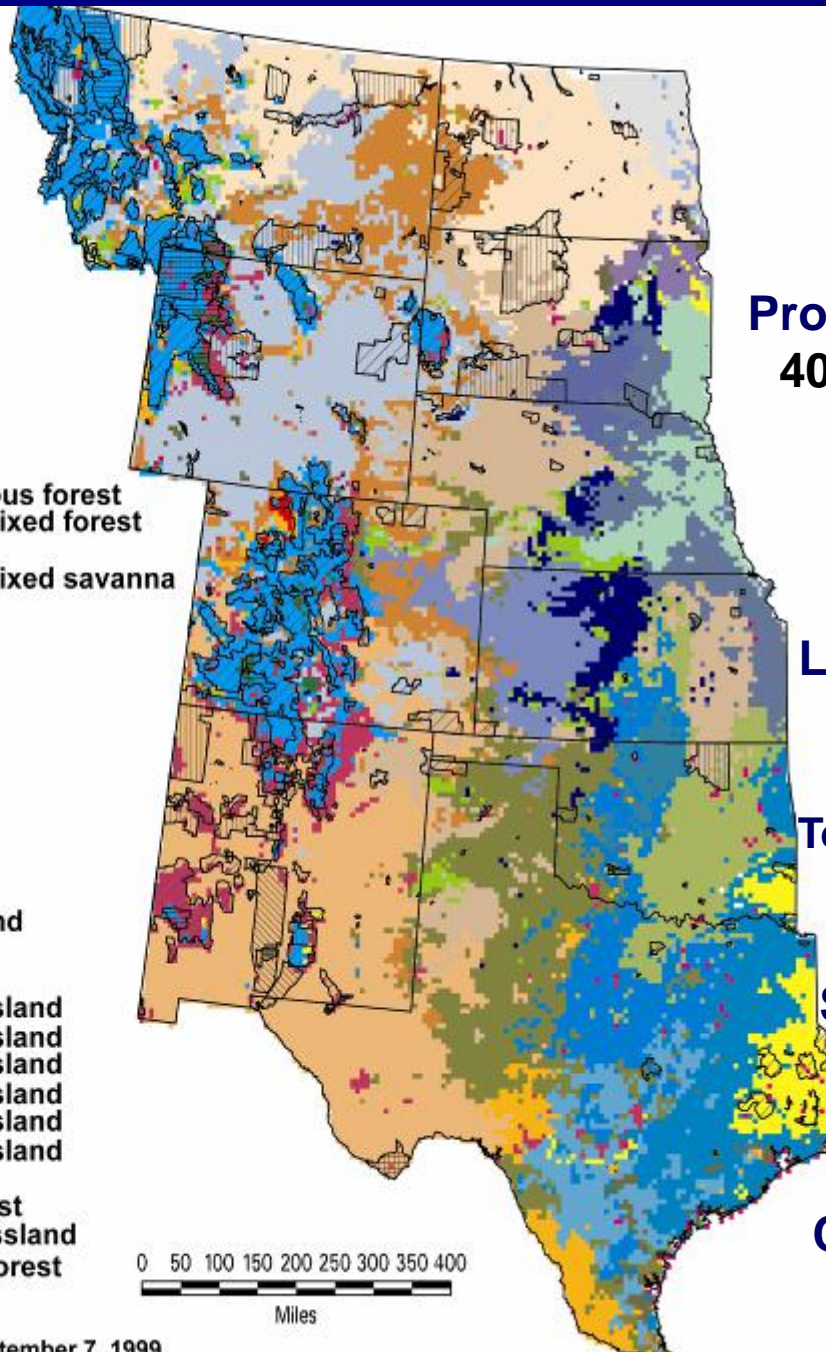 Pro
40
ous forest
ixed forest
ixed savanna
L
To
nd
sland
S
sland
sland
sland
sland
sland
st
ssland
orest
C
0 50 100 150 200 250 300 350 400
Miles
tember 7, 1999